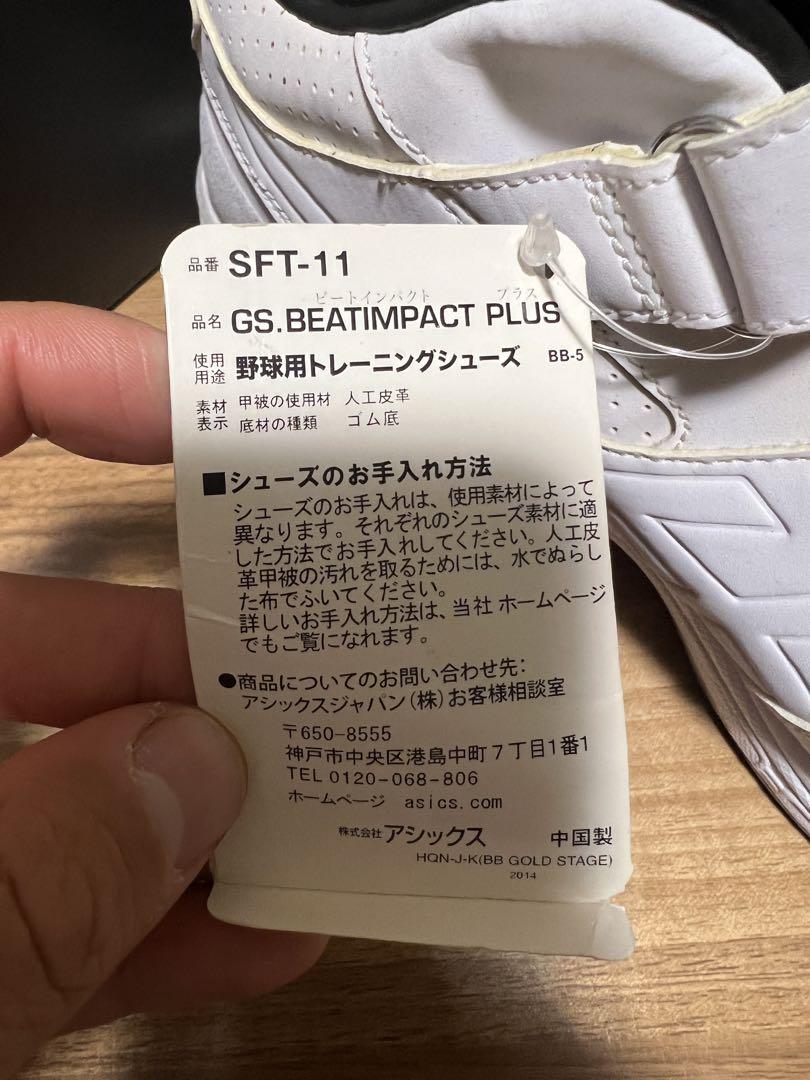 品番 SFT-11
ビートインパクト プラス
品名 GS.BEATIMPACT PLUS
使用用途 野球用トレーニングシューズ BB-5
素材 甲被の使用材 人工皮革
表示 底材の種類 ゴム底
■シューズのお手入れ方法
シューズのお手入れは、使用素材によって
異なります。それぞれのシューズ素材に適
した方法でお手入れしてください。人工皮
革甲被の汚れを取るためには、水でぬらし
た布でふいてください。
詳しいお手入れ方法は、当社 ホームページ
でもご覧になれます。
●商品についてのお問い合わせ先:
アシックスジャパン(株)お客様相談室
〒650-8555
神戸市中央区港島中町7丁目1番1
TEL 0120-068-806
ホームページ asics.com
株式会社アシックス 中国製
HQN-J-K(BB GOLD STAGE)
2014